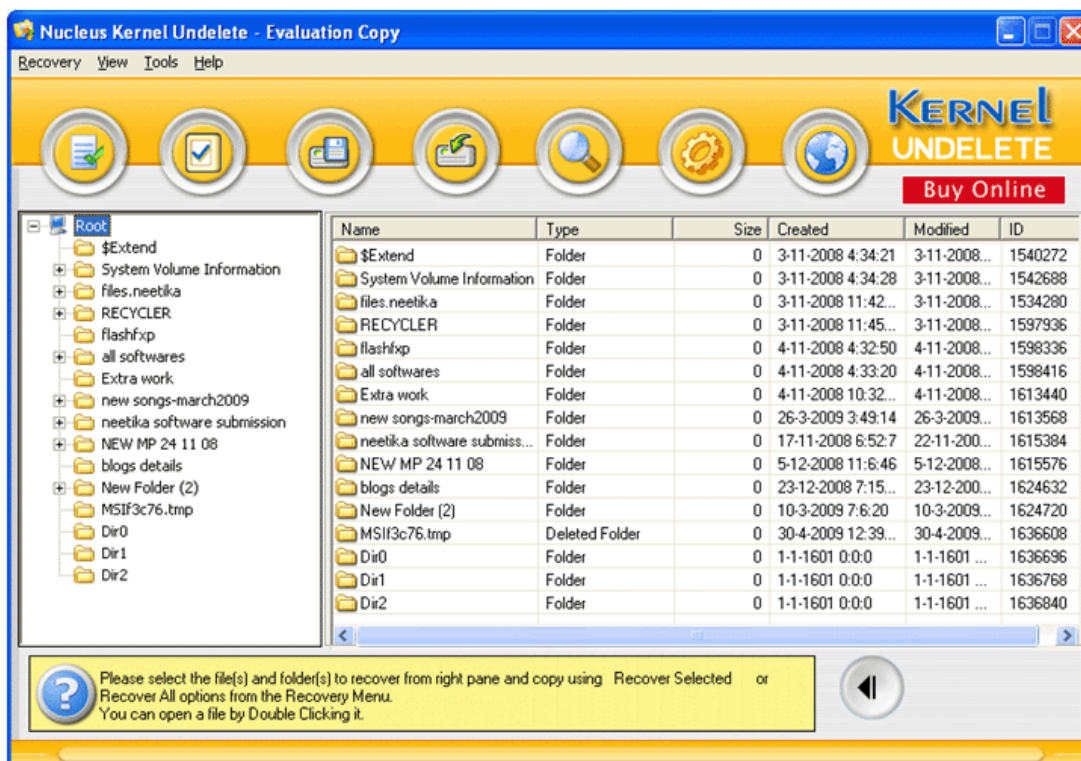 Nucleus Kernel Undelete - Evaluation Copy
Recovery View Tools Help
KERNEl
UNDELETE
Buy Online
Root
$Extend
System Volume Information
files.neetika
RECYCLER
flashfxp
all softwares
Extra work
new songs-march2009
neetika software submission
NEW MP 24 11 08
blogs details
New Folder (2)
MSIf3c76.tmp
Dir0
Dir1
Dir2
Name Type Size Created Modified ID
$Extend Folder 0 3-11-2008 4:34:21 3-11-2008... 1540272
System Volume Information Folder 0 3-11-2008 4:34:28 3-11-2008... 1542688
files.neetika Folder 0 3-11-2008 11:42... 3-11-2008... 1534280
RECYCLER Folder 0 3-11-2008 11:45... 3-11-2008... 1597936
flashfxp Folder 0 4-11-2008 4:32:50 4-11-2008... 1598336
all softwares Folder 0 4-11-2008 4:33:20 4-11-2008... 1598416
Extra work Folder 0 4-11-2008 10:32... 4-11-2008... 1613440
new songs-march2009 Folder 0 26-3-2009 3:49:14 26-3-2009... 1613568
neetika software submiss... Folder 0 17-11-2008 6:52:7 22-11-200... 1615384
NEW MP 24 11 08 Folder 0 5-12-2008 11:6:46 5-12-2008... 1615576
blogs details Folder 0 23-12-2008 7:15... 23-12-200... 1624632
New Folder (2) Folder 0 10-3-2009 7:6:20 10-3-2009... 1624720
MSIf3c76.tmp Deleted Folder 0 30-4-2009 12:39... 30-4-2009... 1636608
Dir0 Folder 0 1-1-1601 0:0:0 1-1-1601 ... 1636696
Dir1 Folder 0 1-1-1601 0:0:0 1-1-1601 ... 1636768
Dir2 Folder 0 1-1-1601 0:0:0 1-1-1601 ... 1636840
Please select the file(s) and folder(s) to recover from right pane and copy using Recover Selected or
Recover All options from the Recovery Menu.
You can open a file by Double Clicking it.